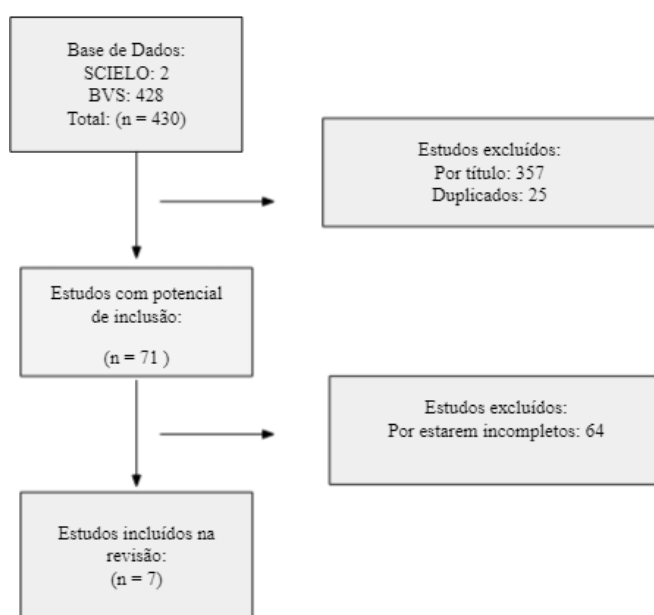 Base de Dados:
SCIELO: 2
BVS: 428
Total: (n = 430)
Estudos excluídos:
Por título: 357
Duplicados: 25
Estudos com potencial
de inclusão:
(n = 71 )
Estudos excluídos:
Por estarem incompletos: 64
Estudos incluídos na
revisão:
(n = 7)